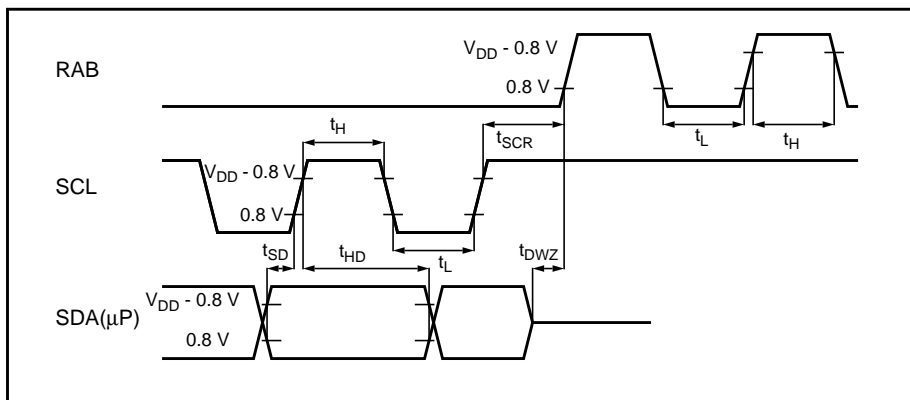 RAB
V_DD - 0.8 V
0.8 V
t_H
t_SCR
t_L
t_H
SCL
V_DD - 0.8 V
0.8 V
t_SD
t_HD
t_L
t_DWZ
SDA(µP)
V_DD - 0.8 V
0.8 V